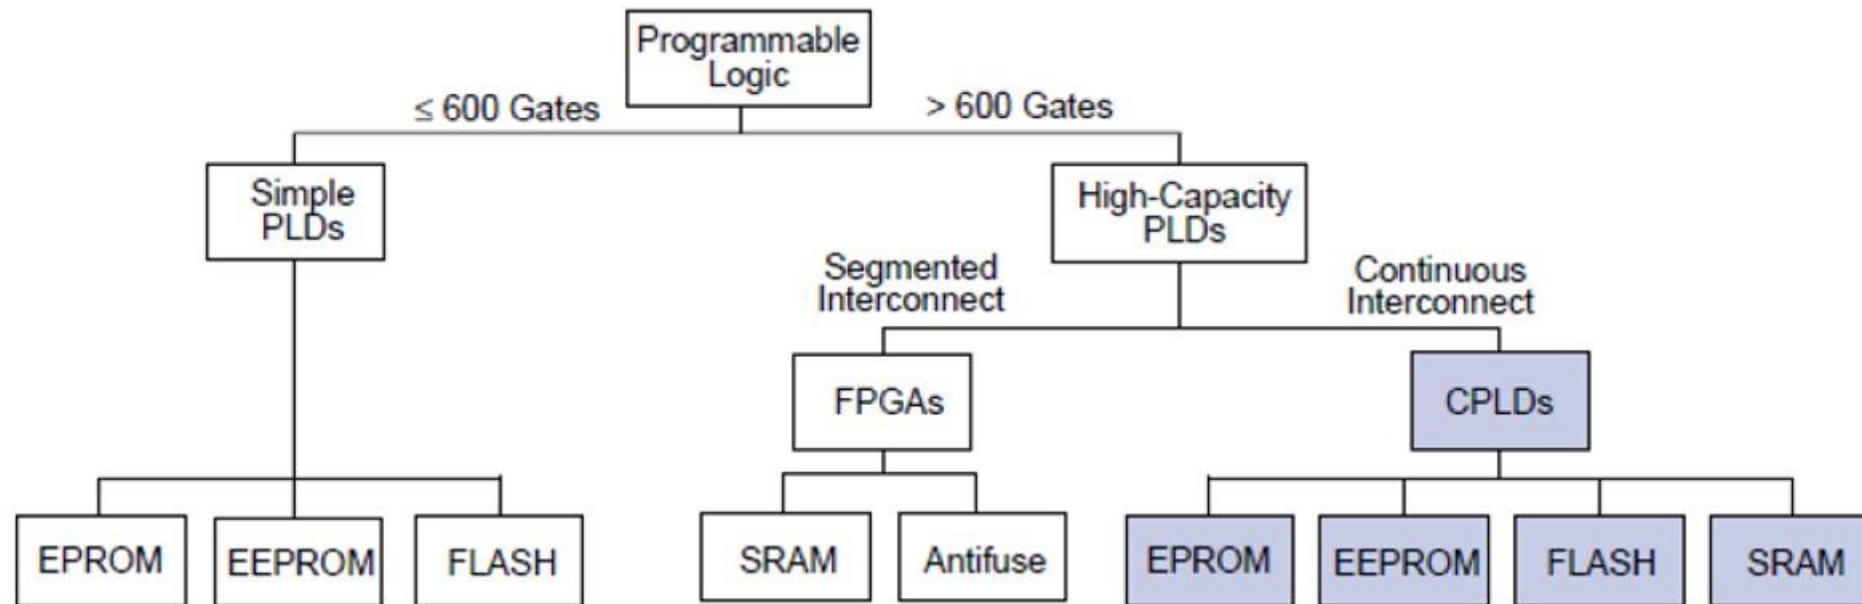 Programmable
Logic
≤ 600 Gates
> 600 Gates
Simple
PLDs
High-Capacity
PLDs
Segmented
Interconnect
Continuous
Interconnect
FPGAs
CPLDs
EPROM
EEPROM
FLASH
SRAM
Antifuse
EPROM
EEPROM
FLASH
SRAM